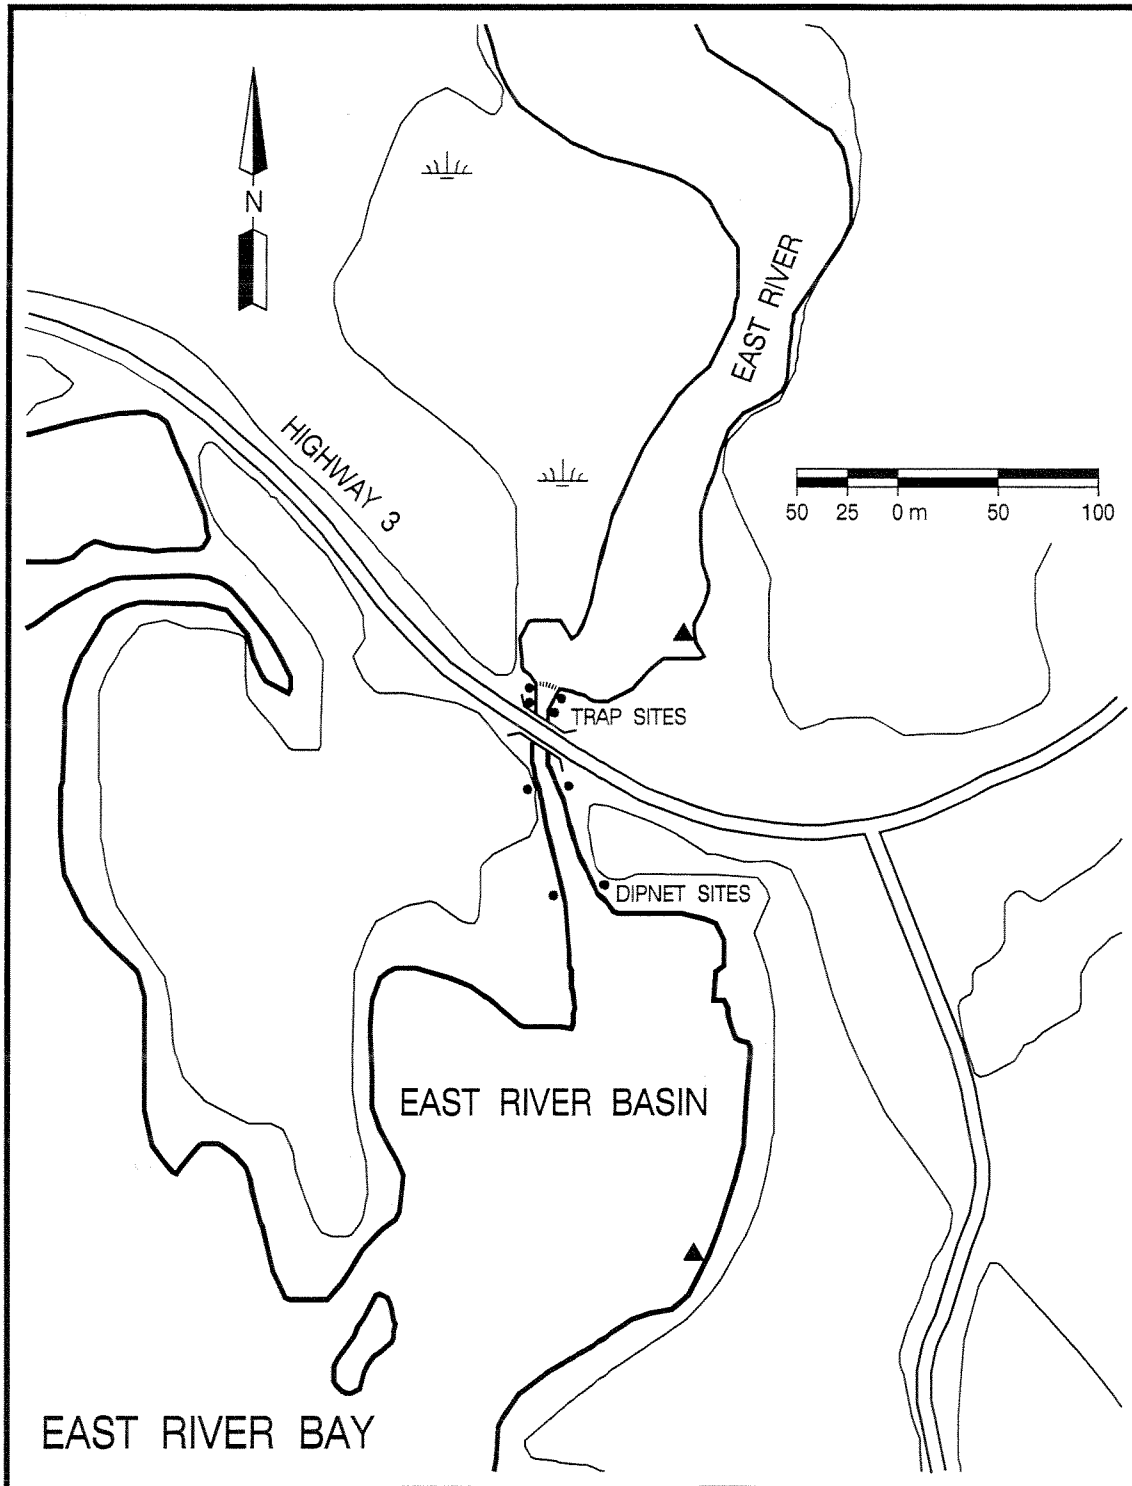 N
EAST RIVER
HIGHWAY 3
50 25 0 m 50 100
TRAP SITES
DIPNET SITES
EAST RIVER BASIN
EAST RIVER BAY